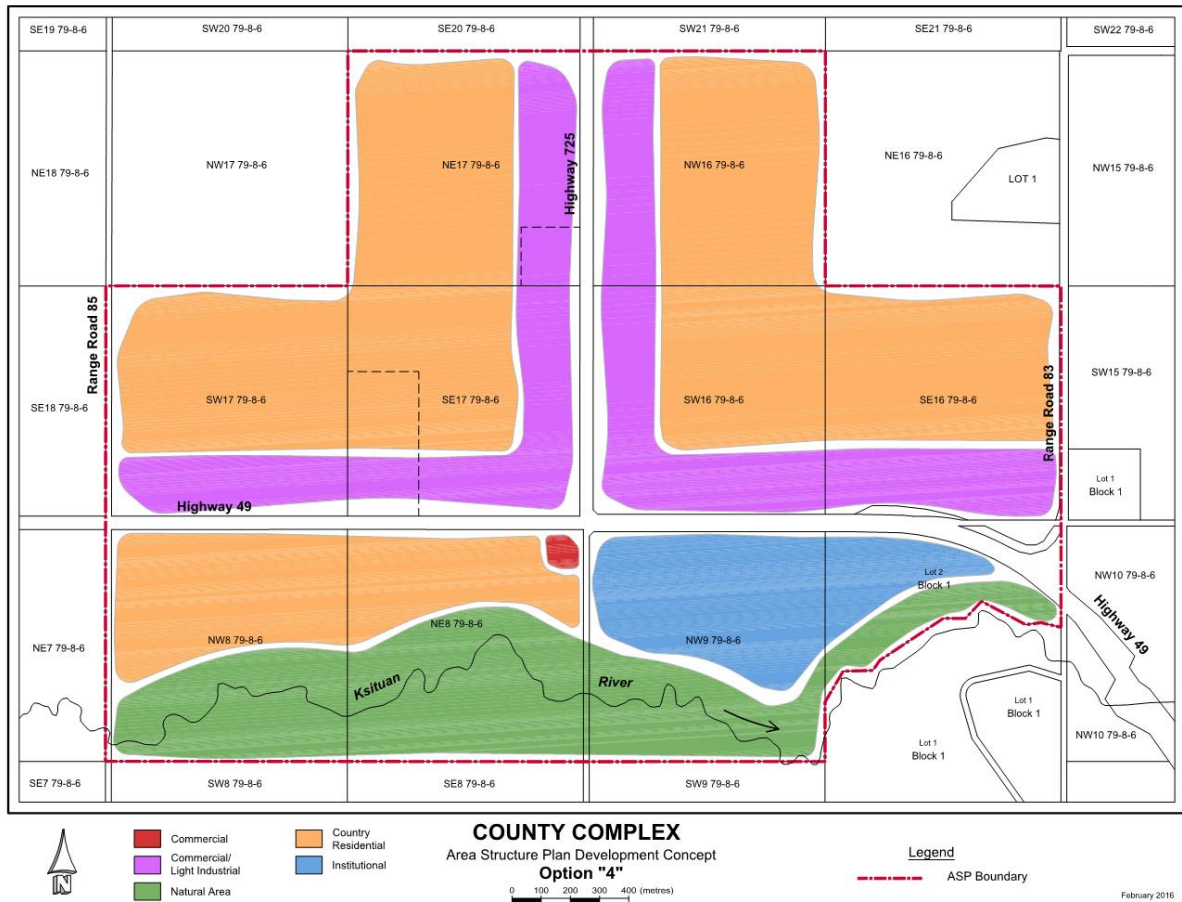 SE19 79-8-6
SW20 79-8-6
SE20 79-8-6
SW21 79-8-6
SE21 79-8-6
SW22 79-8-6
NE18 79-8-6
NW17 79-8-6
NE17 79-8-6
Highway 725
NW16 79-8-6
NE16 79-8-6
LOT 1
NW15 79-8-6
Range Road 85
SE18 79-8-6
SW17 79-8-6
SE17 79-8-6
SW16 79-8-6
SE16 79-8-6
Range Road 83
SW15 79-8-6
Lot 1
Block 1
Highway 49
NE7 79-8-6
NW8 79-8-6
NE8 79-8-6
NW9 79-8-6
Lot 2
Block 1
NW10 79-8-6
Highway 49
Ksituan
River
Lot 1
Block 1
Lot 1
Block 1
NW10 79-8-6
SE7 79-8-6
SW8 79-8-6
SE8 79-8-6
SW9 79-8-6
N
Commercial
Commercial/
Light Industrial
Natural Area
Country
Residential
Institutional
COUNTY COMPLEX
Area Structure Plan Development Concept
Option "4"
0 100 200 300 400 (metres)
Legend
ASP Boundary
February 2016